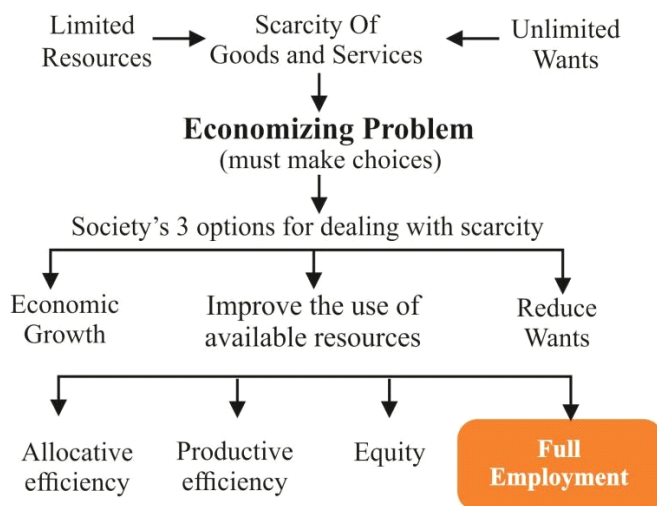 Limited
Resources
Scarcity Of
Goods and Services
Unlimited
Wants
Economizing Problem
(must make choices)
Society's 3 options for dealing with scarcity
Economic
Growth
Improve the use of
available resources
Reduce
Wants
Allocative
efficiency
Productive
efficiency
Equity
Full
Employment